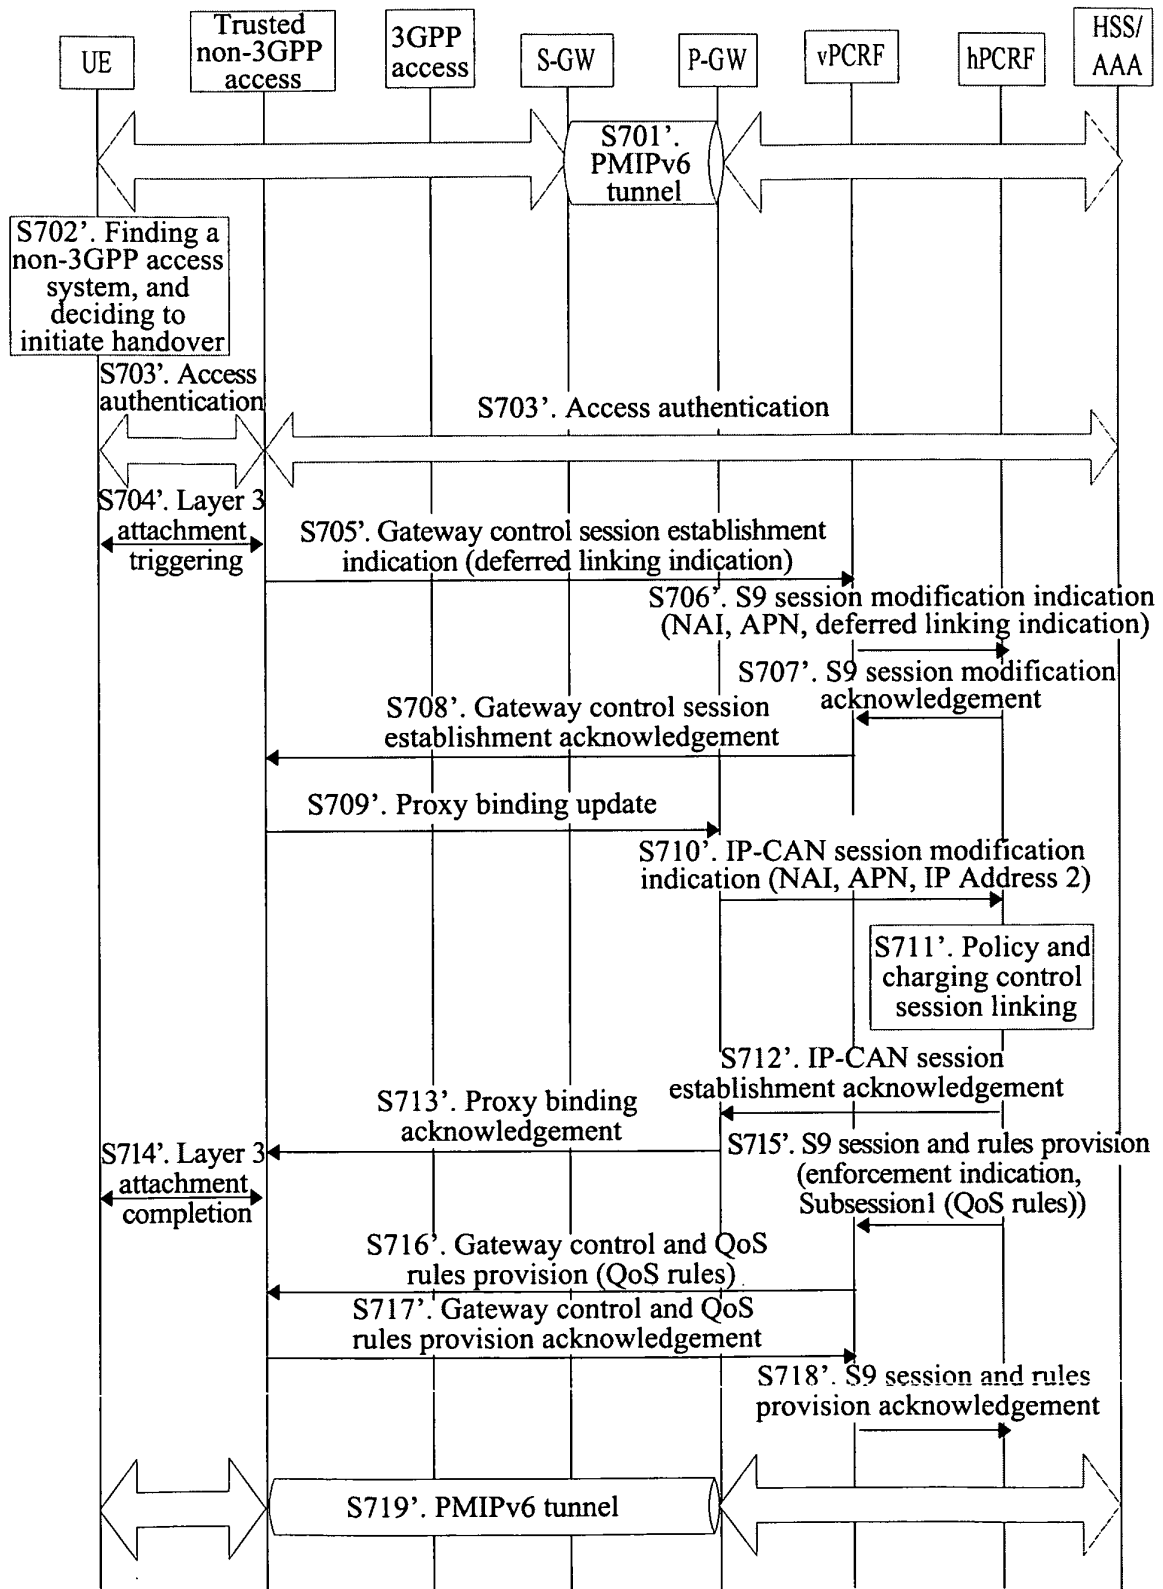 UE
Trusted
non-3GPP
access
3GPP
access
S-GW
P-GW
vPCRF
hPCRF
HSS/
AAA
S701’.
PMIPv6
tunnel
S702’. Finding a
non-3GPP access
system, and
deciding to
initiate handover
S703’. Access
authentication
S703’. Access authentication
S704’. Layer 3
attachment
triggering
S705’. Gateway control session establishment
indication (deferred linking indication)
S706’. S9 session modification indication
(NAI, APN, deferred linking indication)
S707’. S9 session modification
acknowledgement
S708’. Gateway control session
establishment acknowledgement
S709’. Proxy binding update
S710’. IP-CAN session modification
indication (NAI, APN, IP Address 2)
S711’. Policy and
charging control
session linking
S712’. IP-CAN session
establishment acknowledgement
S713’. Proxy binding
acknowledgement
S714’. Layer 3
attachment
completion
S715’. S9 session and rules provision
(enforcement indication,
Subsession1 (QoS rules))
S716’. Gateway control and QoS
rules provision (QoS rules)
S717’. Gateway control and QoS
rules provision acknowledgement
S718’. S9 session and rules
provision acknowledgement
S719’. PMIPv6 tunnel